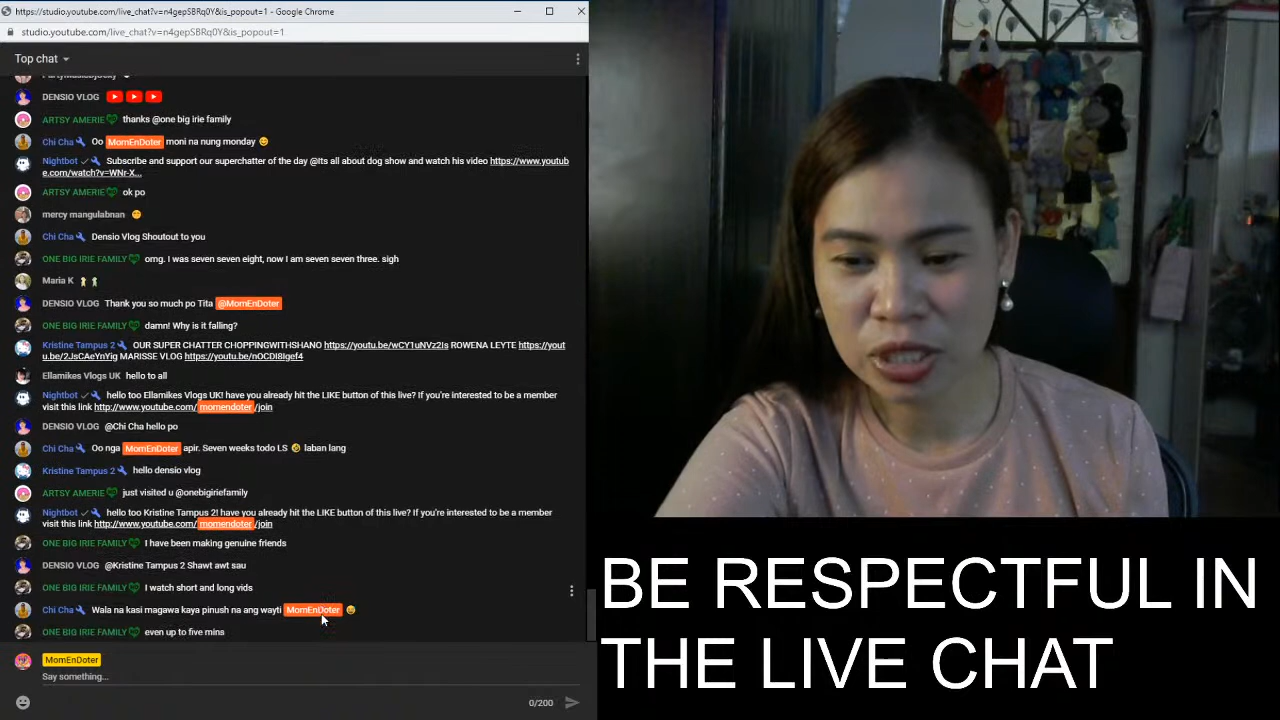 https://studio.youtube.com/live_chat?v=n4gepSBRq0Y&is_popout=1 - Google Chrome
studio.youtube.com/live_chat?v=n4gepSBRq0Y&is_popout=1
Top chat
DENSIO VLOG
ARTSY AMERIE thanks @one big irie family
Chi Cha Oo MomEnDoter moni na nung monday
Nightbot Subscribe and support our superchatter of the day @Its all about dog show and watch his video https://www.youtub
e.com/watch?v=WNr-X...
ARTSY AMERIE ok po
mercy mangulabnan
Chi Cha Densio Vlog Shoutout to you
ONE BIG IRIE FAMILY omg. I was seven seven eight, now I am seven seven three. sigh
Maria K
DENSIO VLOG Thank you so much po Tita @MomEnDoter
ONE BIG IRIE FAMILY damn! Why is it falling?
Kristine Tampus 2 OUR SUPER CHATTER CHOPPINGWITHSHANO https://youtu.be/wCY1uNVz2Is ROWENA LEYTE https://yout
u.be/2JsCAeYnYig MARISSE VLOG https://youtu.be/nOCDI8Igef4
Ellamikes Vlogs UK hello to all
Nightbot hello too Ellamikes Vlogs UK! have you already hit the LIKE button of this live? If you're interested to be a member
visit this link http://www.youtube.com/momendoter/join
DENSIO VLOG @Chi Cha hello po
Chi Cha Oo nga MomEnDoter apir. Seven weeks todo LS laban lang
Kristine Tampus 2 hello densio vlog
ARTSY AMERIE just visited u @onebigiriefamily
Nightbot hello too Kristine Tampus 2! have you already hit the LIKE button of this live? If you're interested to be a member
visit this link http://www.youtube.com/momendoter/join
ONE BIG IRIE FAMILY I have been making genuine friends
DENSIO VLOG @Kristine Tampus 2 Shawt awt sau
ONE BIG IRIE FAMILY I watch short and long vids
Chi Cha Wala na kasi magawa kaya pinush na ang wayti MomEnDoter
ONE BIG IRIE FAMILY even up to five mins
MomEnDoter
Say something...
0/200
BE RESPECTFUL IN
THE LIVE CHAT